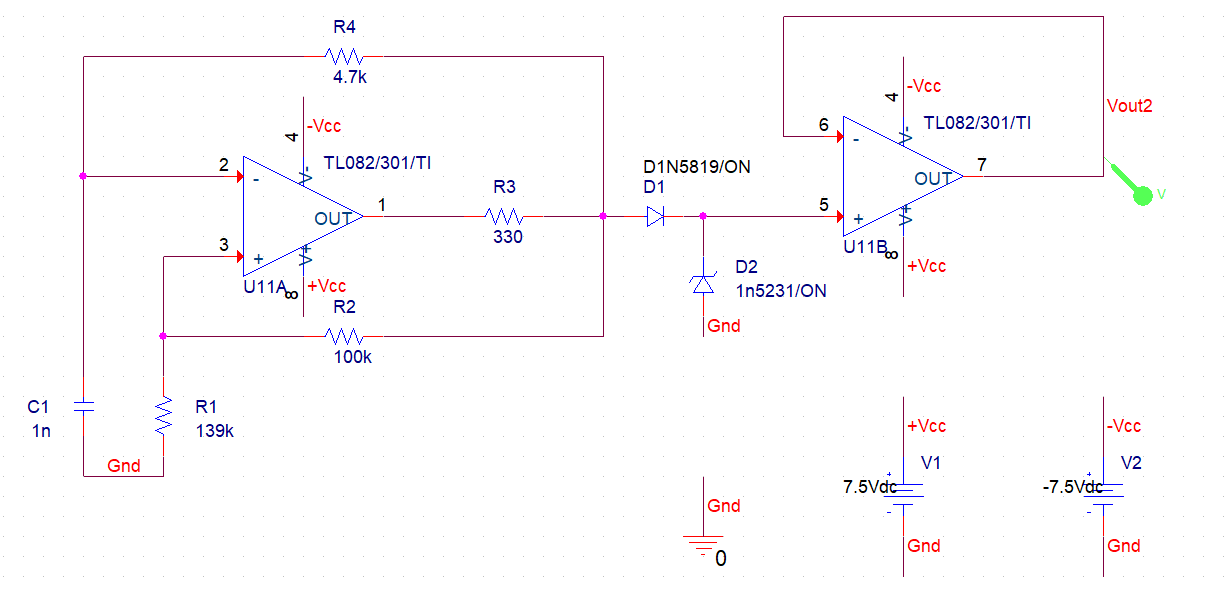 R4
4.7k
-Vcc
4
2
-
V-
TL082/301/TI
OUT
1
3
+
V+
U11A
8
+Vcc
R3
330
R2
100k
C1
1n
R1
139k
Gnd
D1N5819/ON
D1
D2
1n5231/ON
Gnd
-Vcc
4
6
-
V-
TL082/301/TI
OUT
7
5
+
V+
U11B
8
+Vcc
Vout2
V
Gnd
0
+Vcc
V1
+
7.5Vdc
-
Gnd
-Vcc
V2
+
-7.5Vdc
-
Gnd